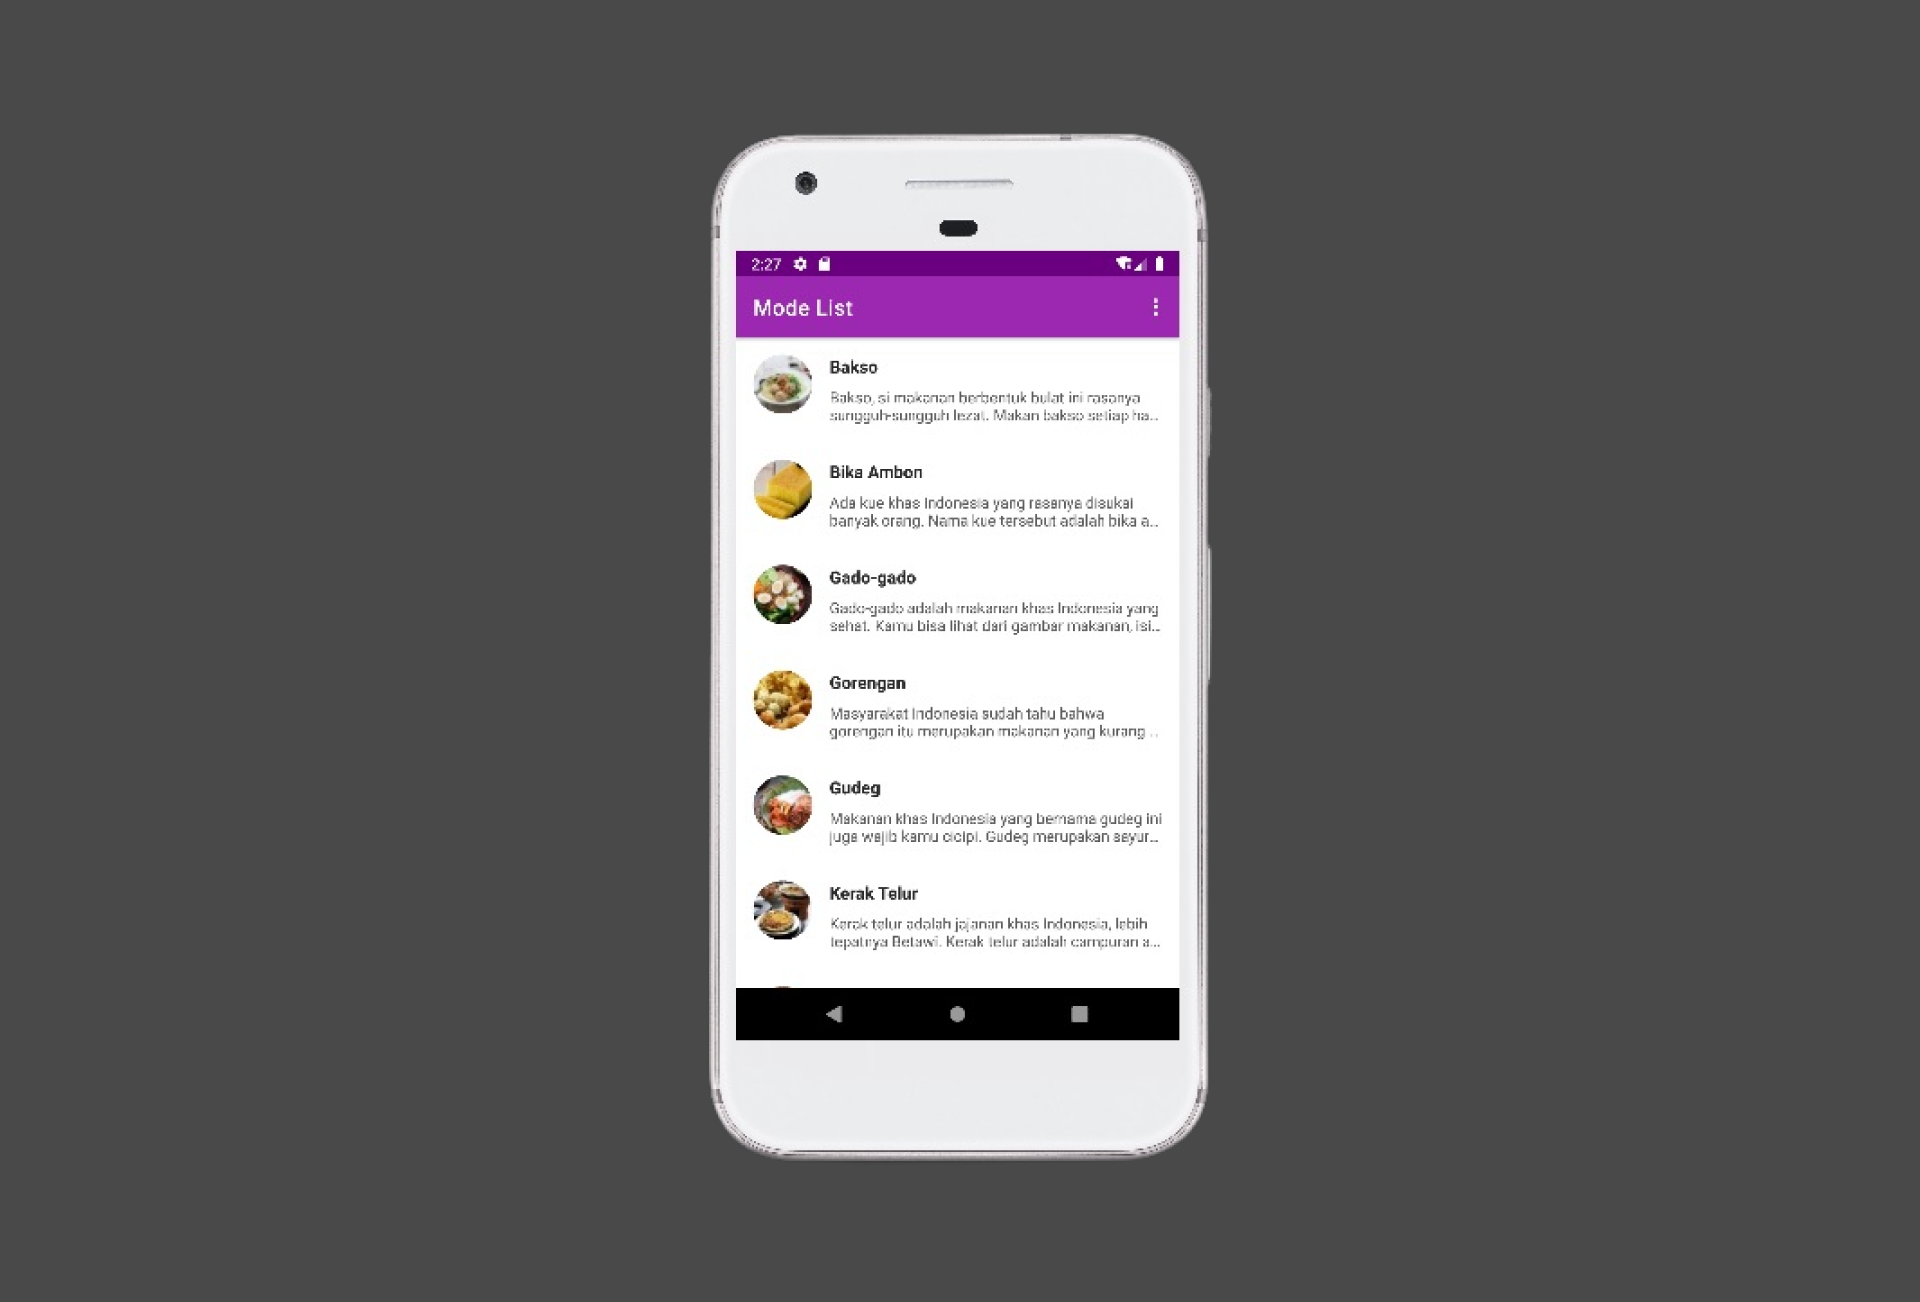 2:27
Mode List
Bakso
Bakso, si makanan berbentuk bulat ini rasanya
sungguh-sungguh lezat. Makan bakso setiap ha...
Bika Ambon
Ada kue khas Indonesia yang rasanya disukai
banyak orang. Nama kue tersebut adalah bika a...
Gado-gado
Gado-gado adalah makanan khas Indonesia yang
sehat. Kamu bisa lihat dari gambar makanan, isi...
Gorengan
Masyarakat Indonesia sudah tahu bahwa
gorengan itu merupakan makanan yang kurang ...
Gudeg
Makanan khas Indonesia yang bernama gudeg ini
juga wajib kamu cicipi. Gudeg merupakan sayur...
Kerak Telur
Kerak telur adalah jajanan khas Indonesia, lebih
tepatnya Betawi. Kerak telur adalah campuran a...